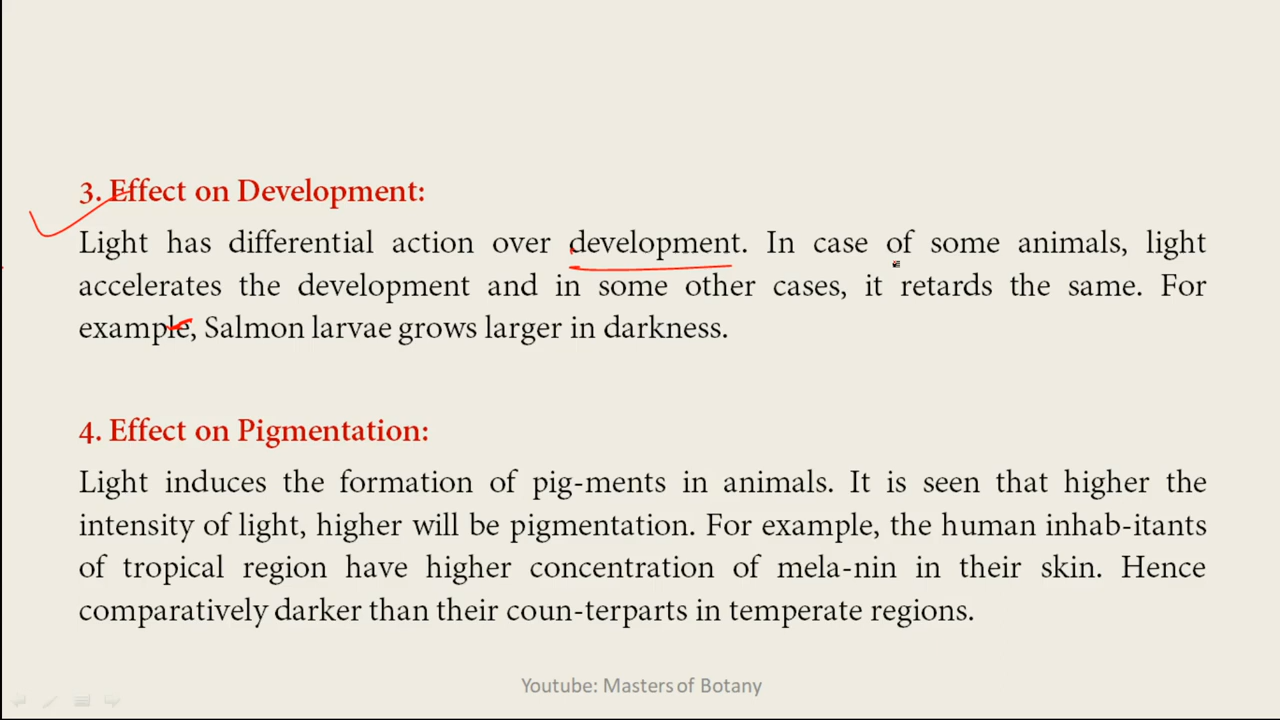 3. Effect on Development:
Light has differential action over development. In case of some animals, light
accelerates the development and in some other cases, it retards the same. For
example, Salmon larvae grows larger in darkness.
4. Effect on Pigmentation:
Light induces the formation of pig-ments in animals. It is seen that higher the
intensity of light, higher will be pigmentation. For example, the human inhab-itants
of tropical region have higher concentration of mela-nin in their skin. Hence
comparatively darker than their coun-terparts in temperate regions.
Youtube: Masters of Botany